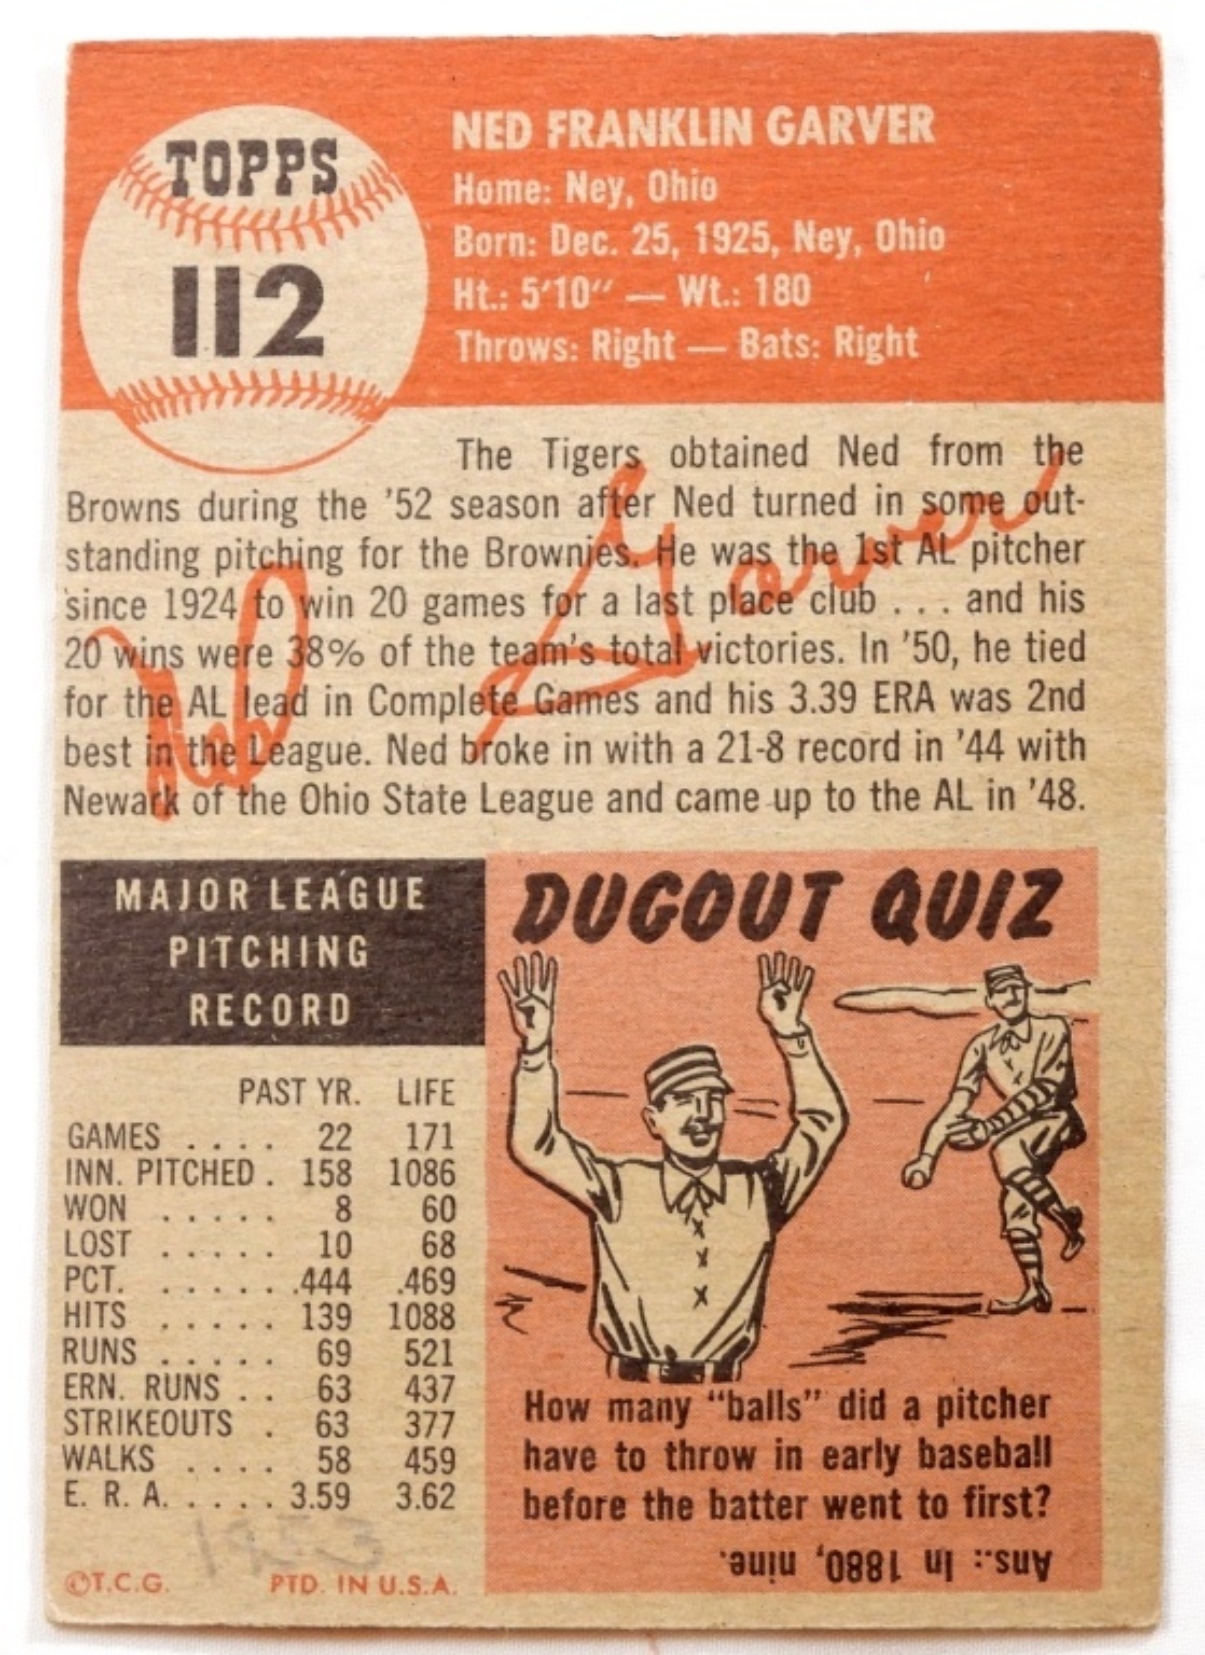 TOPPS
112
NED FRANKLIN GARVER
Home: Ney, Ohio
Born: Dec. 25, 1925, Ney, Ohio
Ht.: 5'10" — Wt.: 180
Throws: Right — Bats: Right
The Tigers obtained Ned from the
Browns during the '52 season after Ned turned in some out-
standing pitching for the Brownies. He was the 1st AL pitcher
since 1924 to win 20 games for a last place club . . . and his
20 wins were 38% of the team's total victories. In '50, he tied
for the AL lead in Complete Games and his 3.39 ERA was 2nd
best in the League. Ned broke in with a 21-8 record in '44 with
Newark of the Ohio State League and came up to the AL in '48.
Ned Garver
MAJOR LEAGUE
PITCHING
RECORD
PAST YR. LIFE
GAMES . . . . 22 171
INN. PITCHED . 158 1086
WON . . . . . 8 60
LOST . . . . . 10 68
PCT. . . . . . . .444 .469
HITS . . . . . 139 1088
RUNS . . . . . 69 521
ERN. RUNS . . 63 437
STRIKEOUTS . 63 377
WALKS . . . . 58 459
E. R. A. . . . . . 3.59 3.62
1953
©T.C.G. PTD. IN U.S.A.
DUGOUT QUIZ
How many "balls" did a pitcher
have to throw in early baseball
before the batter went to first?
Ans.: In 1880, nine.